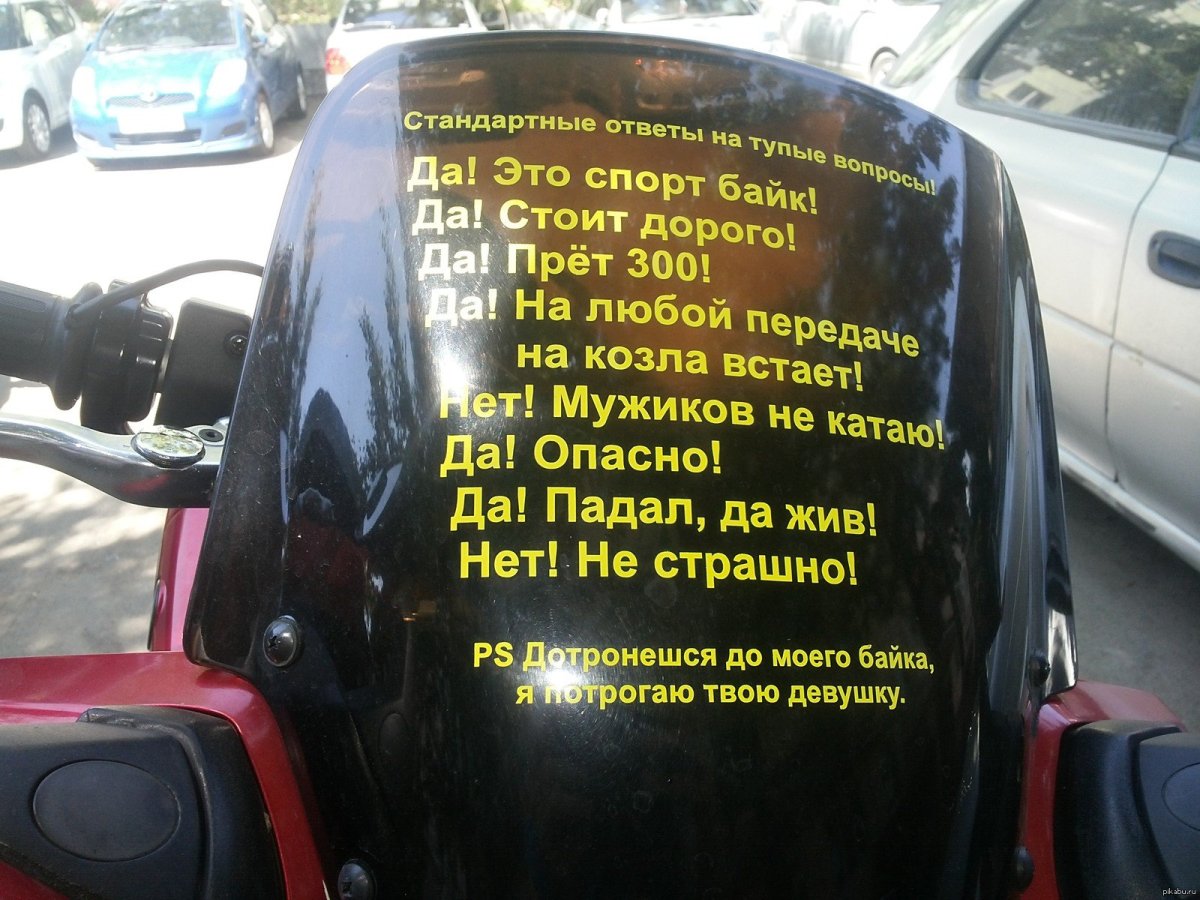 Стандартные ответы на тупые вопросы!
Да! Это спорт байк!
Да! Стоит дорого!
Да! Прёт 300!
Да! На любой передаче
на козла встает!
Нет! Мужиков не катаю!
Да! Опасно!
Да! Падал, да жив!
Нет! Не страшно!
PS Дотронешся до моего байка,
я потрогаю твою девушку.
pikabu.ru